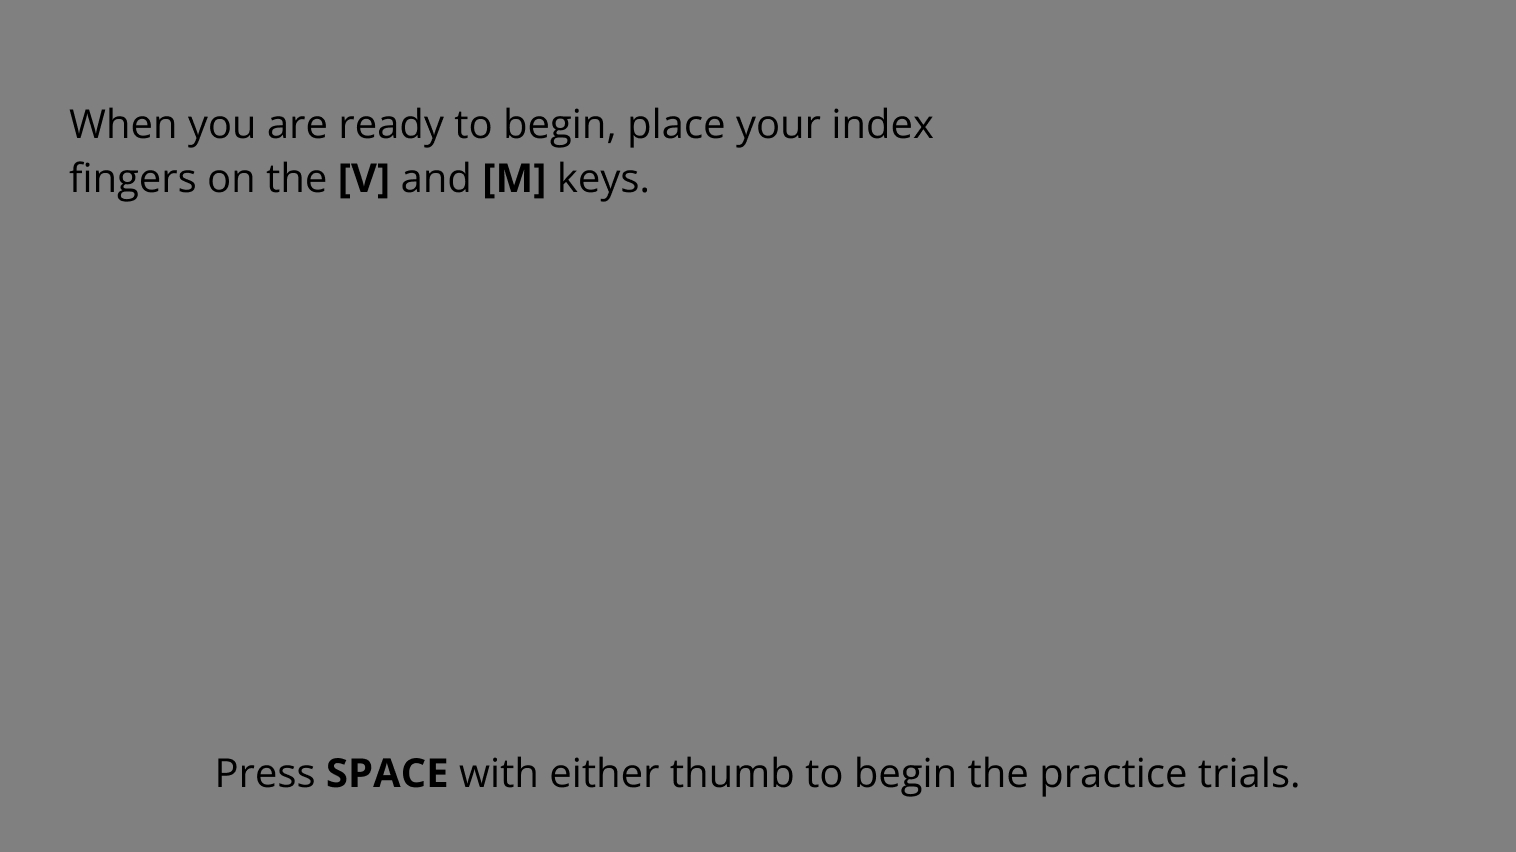 When you are ready to begin, place your index
fingers on the [V] and [M] keys.
Press SPACE with either thumb to begin the practice trials.